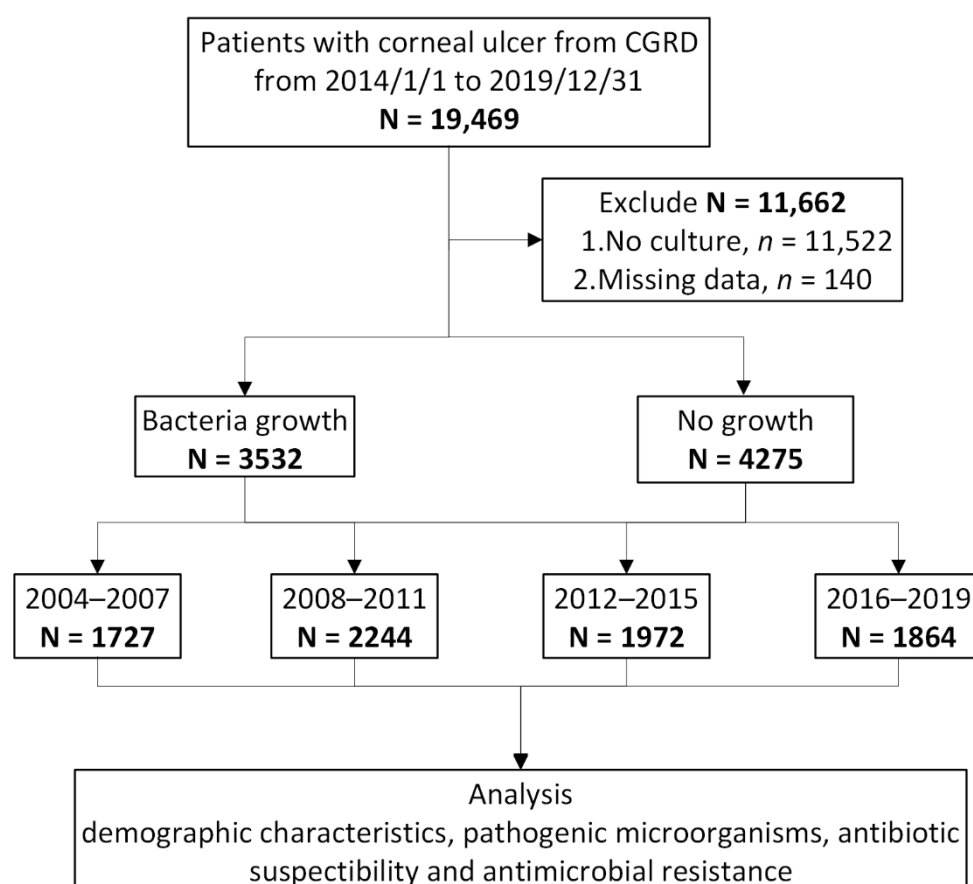 Patients with corneal ulcer from CGRD
from 2014/1/1 to 2019/12/31
N = 19,469
Exclude N = 11,662
1.No culture, n = 11,522
2.Missing data, n = 140
Bacteria growth
N = 3532
No growth
N = 4275
2004–2007
N = 1727
2008–2011
N = 2244
2012–2015
N = 1972
2016–2019
N = 1864
Analysis
demographic characteristics, pathogenic microorganisms, antibiotic
suspectibility and antimicrobial resistance